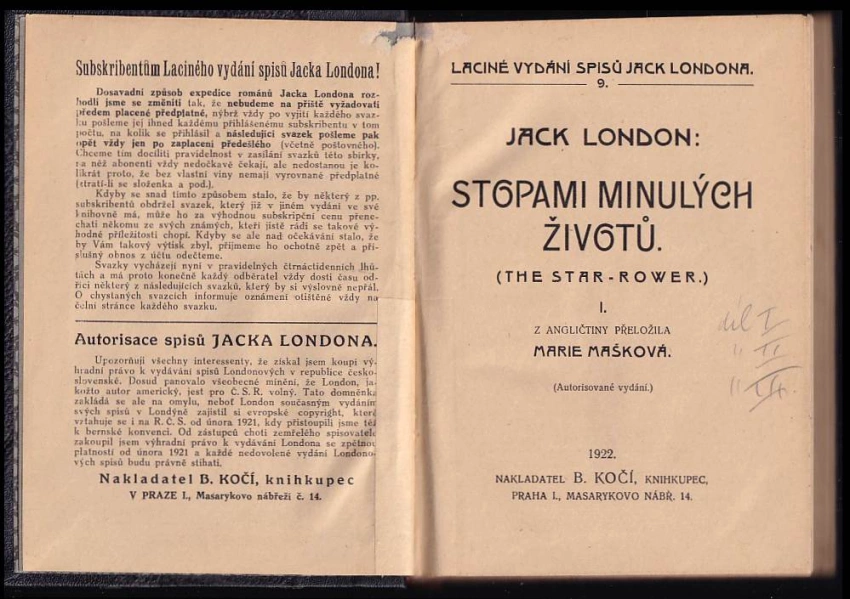 Subskribentům Laciného vydání spisů Jacka Londona!
Dosavadní způsob expedice románů Jacka Londona roz-
hodli jsme se změniti tak, že nebudeme na příště vyžadovati
předem placené předplatné, nýbrž vždy po vyjití každého svaz-
ku pošleme jej ihned každému přihlášenému subskribentu v tom
počtu, na kolik se přihlásil a následující svazek pošleme pak
opět vždy jen po zaplacení předešlého (včetně poštovného).
Chceme tím docíliti pravidelnost v zasílání svazků této sbírky,
na něž abonenti vždy nedočkavě čekají, ale nedostanou je ko-
likrát proto, že bez vlastní viny nemají vyrovnané předplatné
(stratí-li se složenka a pod.).
Kdyby se snad tímto způsobem stalo, že by některý z pp.
subskribentů obdržel svazek, který již v jiném vydání ve své
knihovně má, může ho za výhodnou subskripční cenu přene-
chati někomu ze svých známých, kteří jistě rádi se takové vý-
hodné příležitosti chopí. Kdyby se ale nad očekávání stalo, že
by Vám takový výtisk zbyl, přijmeme ho ochotně zpět a pří-
slušný obnos z účtu odečteme.
Svazky vycházejí nyní v pravidelných čtrnáctidenních lhů-
tách a má proto konečně každý odběratel vždy dosti času od-
říci některý z následujících svazků, který by si výslovně nepřál.
O chystaných svazcích informuje oznámení otištěné vždy na
čelní stránce každého svazku.
Autorisace spisů JACKA LONDONA.
Upozorňuji všechny interessenty, že získal jsem koupí vý-
hradní právo k vydávání spisů Londonových v republice česko-
slovenské. Dosud panovalo všeobecné mínění, že London, ja-
kožto autor americký, jest pro Č. S. R. volný. Tato domněnka
zakládá se ale na omylu, neboť London současným vydáním
svých spisů v Londýně zajistil si evropské copyright, které
vztahuje se i na R. Č. S. od února 1921, kdy přistoupili jsme též
k bernské konvenci. Od zástupců choti zemřelého spisovatele
zakoupil jsem výhradní právo k vydávání Londona se zpětnou
platností od února 1921 a každé nedovolené vydání Londono-
vých spisů budu právně stíhati.
Nakladatel B. KOČÍ, knihkupec
V PRAZE I., Masarykovo nábřeží č. 14.
LACINÉ VYDÁNÍ SPISŮ JACK LONDONA.
9.
JACK LONDON:
STOPAMI MINULÝCH
ŽIVOTŮ.
(THE STAR-ROWER.)
I.
Z ANGLIČTINY PŘELOŽILA
MARIE MAŠKOVÁ.
(Autorisované vydání.)
díl I
" II
" III.
1922.
NAKLADATEL B. KOČÍ, KNIHKUPEC,
PRAHA I., MASARYKOVO NÁBŘ. 14.